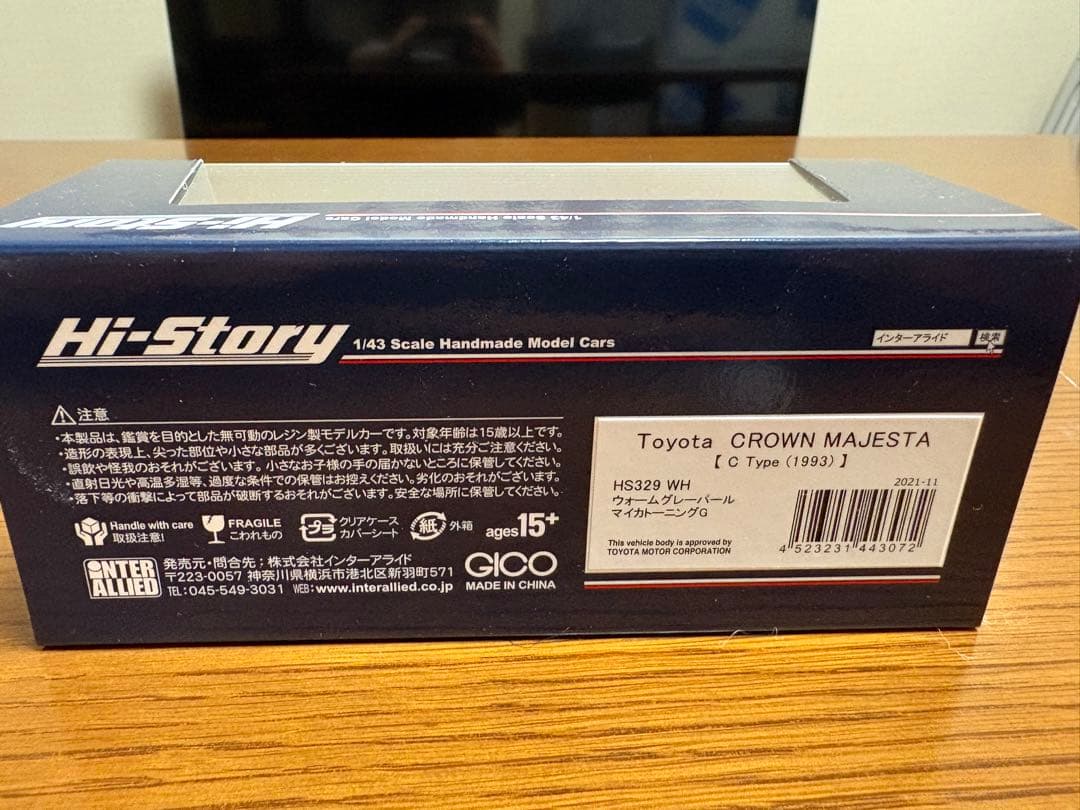 Hi-Story
1/43 Scale Handmade Model Cars
Hi-Story
1/43 Scale Handmade Model Cars
インターアライド 検索
注意
・本製品は、鑑賞を目的とした無可動のレジン製モデルカーです。対象年齢は15歳以上です。
・造形の表現上、尖った部位や小さな部品が多くございます。取扱いには充分ご注意ください。
・誤飲や怪我のおそれがございます。小さなお子様の手の届かないところに保管してください。
・直射日光や高温多湿等、過度な条件での保管はお控えください。劣化のおそれがございます。
・落下等の衝撃によって部品が破断するおそれがございます。安全な場所に保管してください。
Handle with care
取扱注意!
FRAGILE
こわれもの
プラ
クリアケース
カバーシート
紙
外箱
ages15+
INTER
ALLIED
発売元・問合先；株式会社インターアライド
〒223-0057 神奈川県横浜市港北区新羽町571
TEL:045-549-3031 WEB:www.interallied.co.jp
GICO
MADE IN CHINA
Toyota CROWN MAJESTA
【 C Type (1993) 】
HS329 WH
ウォームグレーパール
マイカトーニングG
2021-11
This vehicle body is approved by
TOYOTA MOTOR CORPORATION
4 523231 443072